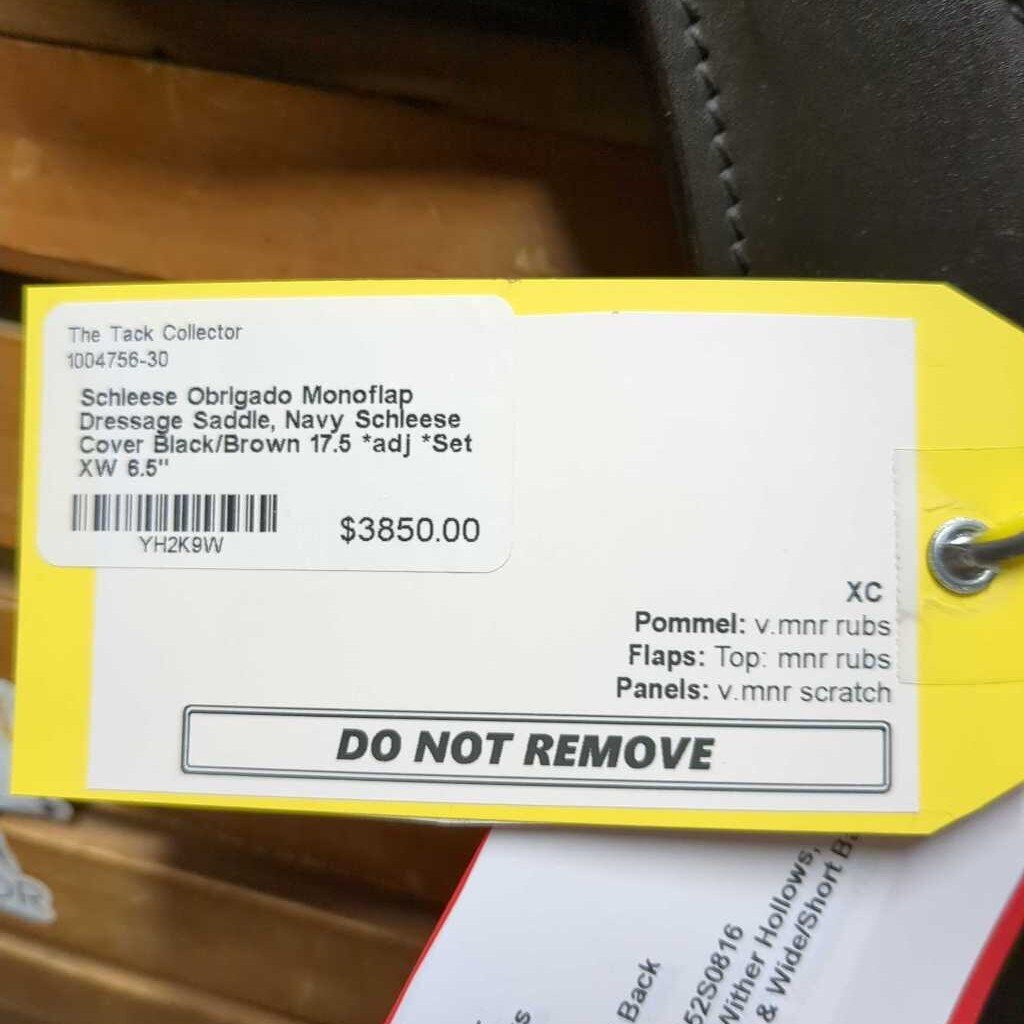 The Tack Collector
1004756-30
Schleese Obrigado Monoflap
Dressage Saddle, Navy Schleese
Cover Black/Brown 17.5 *adj *Set
XW 6.5"
YH2K9W
$3850.00
XC
Pommel: v.mnr rubs
Flaps: Top: mnr rubs
Panels: v.mnr scratch
DO NOT REMOVE
Back
52S0816
Wither Hollows,
& Wide/Short